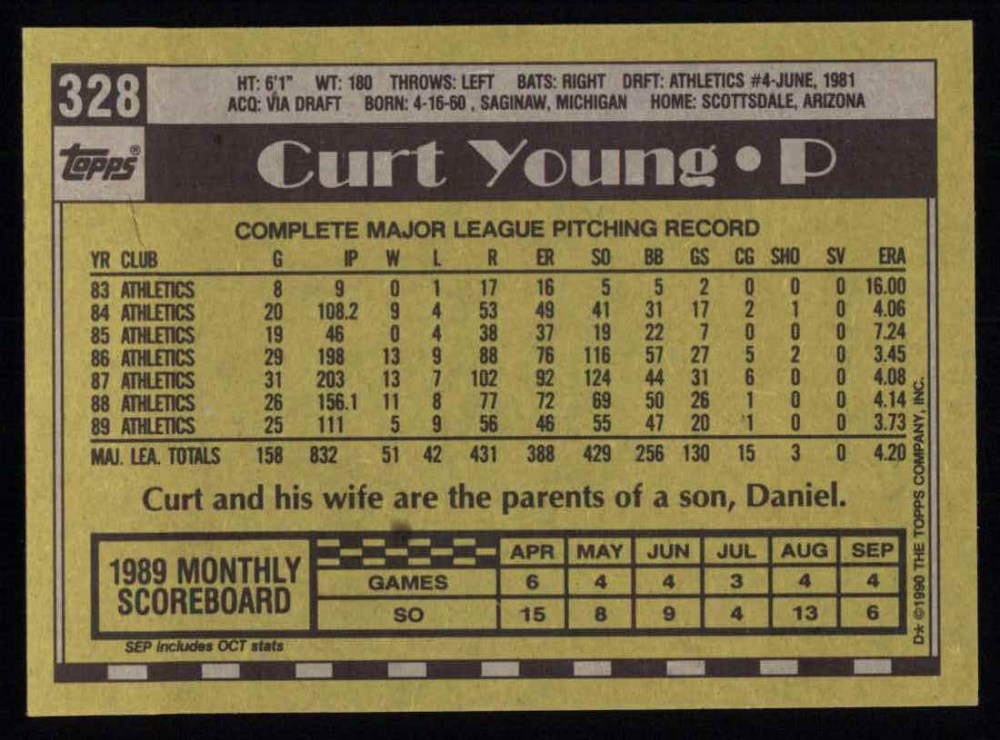 328
HT: 6'1" WT: 180 THROWS: LEFT BATS: RIGHT DRFT: ATHLETICS #4-JUNE, 1981
ACQ: VIA DRAFT BORN: 4-16-60 , SAGINAW, MICHIGAN HOME: SCOTTSDALE, ARIZONA
topps®
Curt Young • P
COMPLETE MAJOR LEAGUE PITCHING RECORD
YR CLUB G IP W L R ER SO BB GS CG SHO SV ERA
83 ATHLETICS 8 9 0 1 17 16 5 5 2 0 0 0 16.00
84 ATHLETICS 20 108.2 9 4 53 49 41 31 17 2 1 0 4.06
85 ATHLETICS 19 46 0 4 38 37 19 22 7 0 0 0 7.24
86 ATHLETICS 29 198 13 9 88 76 116 57 27 5 2 0 3.45
87 ATHLETICS 31 203 13 7 102 92 124 44 31 6 0 0 4.08
88 ATHLETICS 26 156.1 11 8 77 72 69 50 26 1 0 0 4.14
89 ATHLETICS 25 111 5 9 56 46 55 47 20 1 0 0 3.73
MAJ. LEA. TOTALS 158 832 51 42 431 388 429 256 130 15 3 0 4.20
Curt and his wife are the parents of a son, Daniel.
1989 MONTHLY
SCOREBOARD
APR MAY JUN JUL AUG SEP
GAMES 6 4 4 3 4 4
SO 15 8 9 4 13 6
SEP includes OCT stats
D* ©1990 THE TOPPS COMPANY, INC.